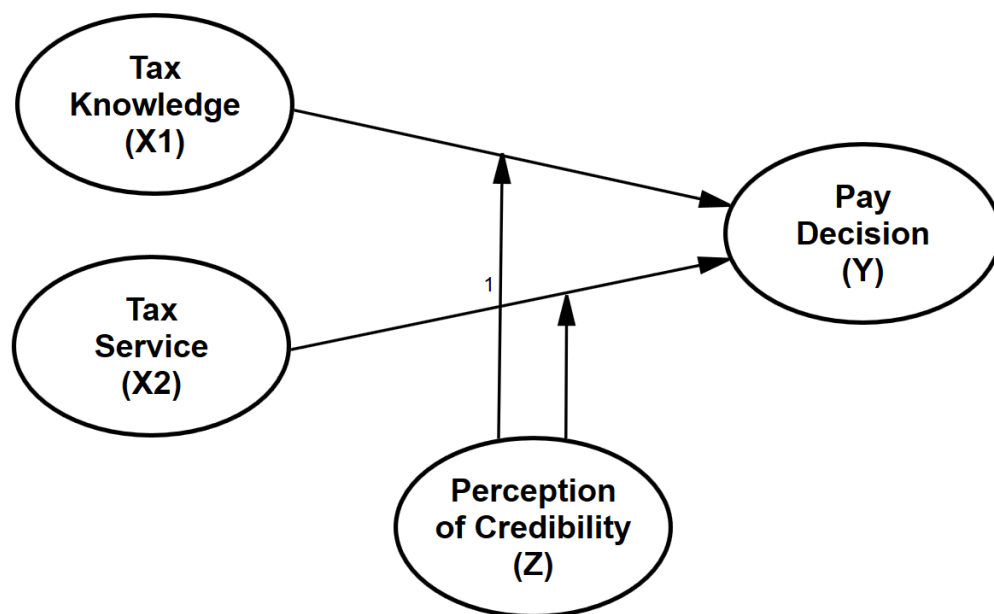 Tax
Knowledge
(X1)
Pay
Decision
(Y)
1
Tax
Service
(X2)
Perception
of Credibility
(Z)